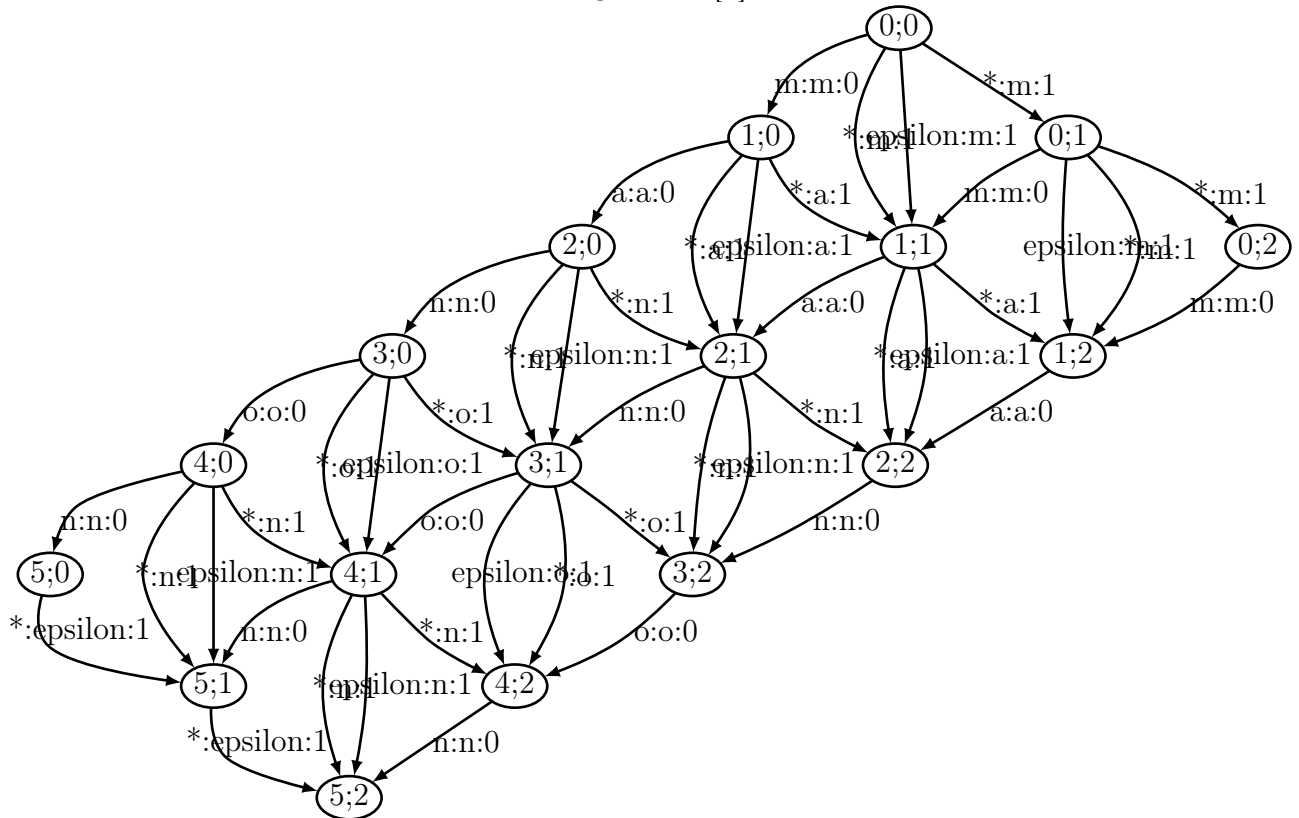 0;0
m:m:0
*:m:1
1;0
*:m:1
epsilon:m:1
0;1
a:a:0
*:a:1
m:m:0
*:m:1
2;0
*:a:1
epsilon:a:1
1;1
epsilon:m:1
*:m:1
0;2
n:n:0
*:n:1
a:a:0
*:a:1
m:m:0
3;0
*:n:1
epsilon:n:1
2;1
*:a:1
epsilon:a:1
1;2
o:o:0
*:o:1
n:n:0
*:n:1
a:a:0
4;0
*:o:1
epsilon:o:1
3;1
*:n:1
epsilon:n:1
2;2
n:n:0
*:n:1
o:o:0
*:o:1
n:n:0
5;0
*:n:1
epsilon:n:1
4;1
epsilon:o:1
*:o:1
3;2
*:epsilon:1
n:n:0
*:n:1
o:o:0
5;1
*:n:1
epsilon:n:1
4;2
*:epsilon:1
n:n:0
5;2